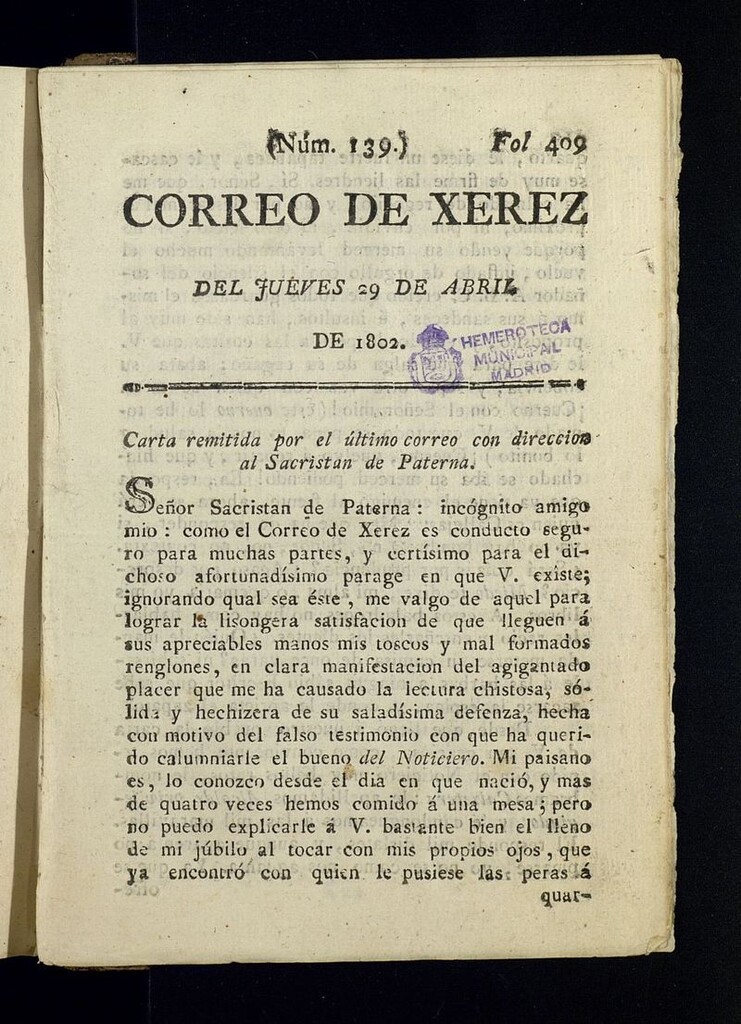 (Núm. 139.) Fol 409
CORREO DE XEREZ
DEL JUEVES 29 DE ABRIL
DE 1802.
HEMEROTECA
MUNICIPAL
MADRID
Carta remitida por el último correo con direccion
al Sacristan de Paterna.
Señor Sacristan de Paterna: incógnito amigo
mio: como el Correo de Xerez es conducto segu-
ro para muchas partes, y certísimo para el di-
choso afortunadísimo parage en que V. existe;
ignorando qual sea éste, me valgo de aquel para
lograr la lisongera satisfacion de que lleguen á
sus apreciables manos mis toscos y mal formados
renglones, en clara manifestacion del agigantado
placer que me ha causado la lectura chistosa, só-
lida y hechizera de su saladísima defenza, hecha
con motivo del falso testimonio con que ha queri-
do calumniarle el bueno del Noticiero. Mi paisano
es, lo conozco desde el dia en que nació, y mas
de quatro veces hemos comido á una mesa; pero
no puedo explicarle á V. bastante bien el lleno
de mi júbilo al tocar con mis propios ojos, que
ya encontró con quien le pusiese las peras á
quar-